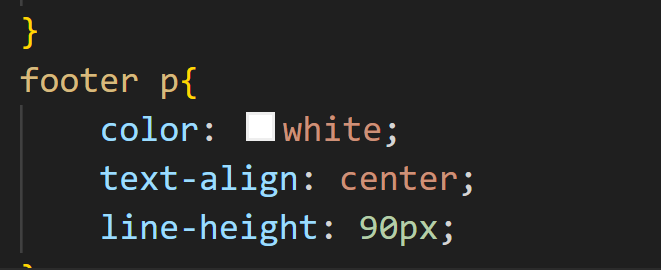 }
footer p{
color: white;
text-align: center;
line-height: 90px;
}